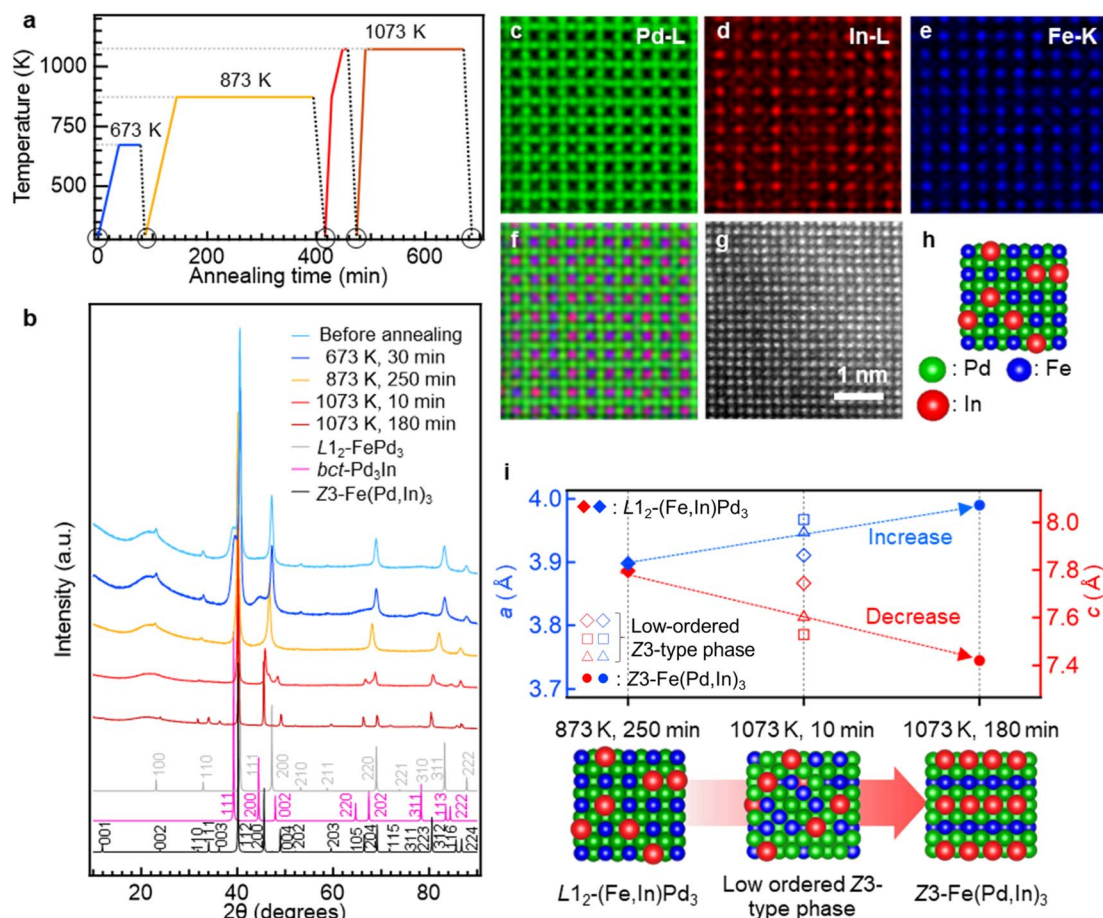 a
1073 K
1000
873 K
750
673 K
500
Temperature (K)
0
200
400
600
Annealing time (min)
b
Before annealing
673 K, 30 min
873 K, 250 min
1073 K, 10 min
1073 K, 180 min
L1₂-FePd₃
bct-Pd₃In
Z3-Fe(Pd,In)₃
Intensity (a.u.)
100
110
111
200
210
211
220
221
310
311
222
111
200
002
220
202
311
113
222
001
002
110
111
003
112
200
004
202
203
105
204
115
311
223
312
116
224
20
40
60
80
2θ (degrees)
c
Pd-L
d
In-L
e
Fe-K
f
g
1 nm
h
: Pd
: Fe
: In
i
4.0
3.9
3.8
3.7
a (Å)
: L1₂-(Fe,In)Pd₃
Increase
Decrease
Low-ordered
Z3-type phase
: Z3-Fe(Pd,In)₃
8.0
7.8
7.6
7.4
c (Å)
873 K, 250 min
1073 K, 10 min
1073 K, 180 min
L1₂-(Fe,In)Pd₃
Low ordered Z3-
type phase
Z3-Fe(Pd,In)₃